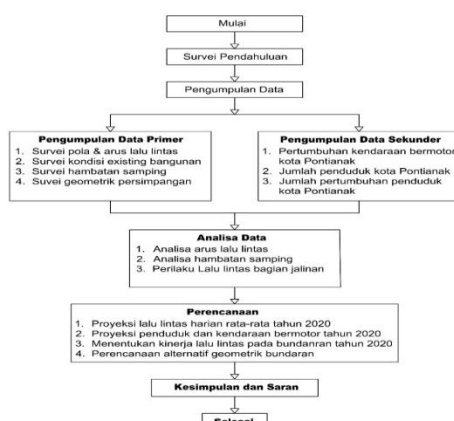 Mulai
Survei Pendahuluan
Pengumpulan Data
Pengumpulan Data Primer
1. Survei pola & arus lalu lintas
2. Survei kondisi existing bangunan
3. Survei hambatan samping
4. Suvei geometrik persimpangan
Pengumpulan Data Sekunder
1. Pertumbuhan kendaraan bermotor
kota Pontianak
2. Jumlah penduduk kota Pontianak
3. Jumlah pertumbuhan penduduk
kota Pontianak
Analisa Data
1. Analisa arus lalu lintas
2. Analisa hambatan samping
3. Perilaku Lalu lintas bagian jalinan
Perencanaan
1. Proyeksi lalu lintas harian rata-rata tahun 2020
2. Proyeksi penduduk dan kendaraan bermotor tahun 2020
3. Menentukan kinerja lalu lintas pada bundanran tahun 2020
4. Perencanaan alternatif geometrik bundaran
Kesimpulan dan Saran
Selesai